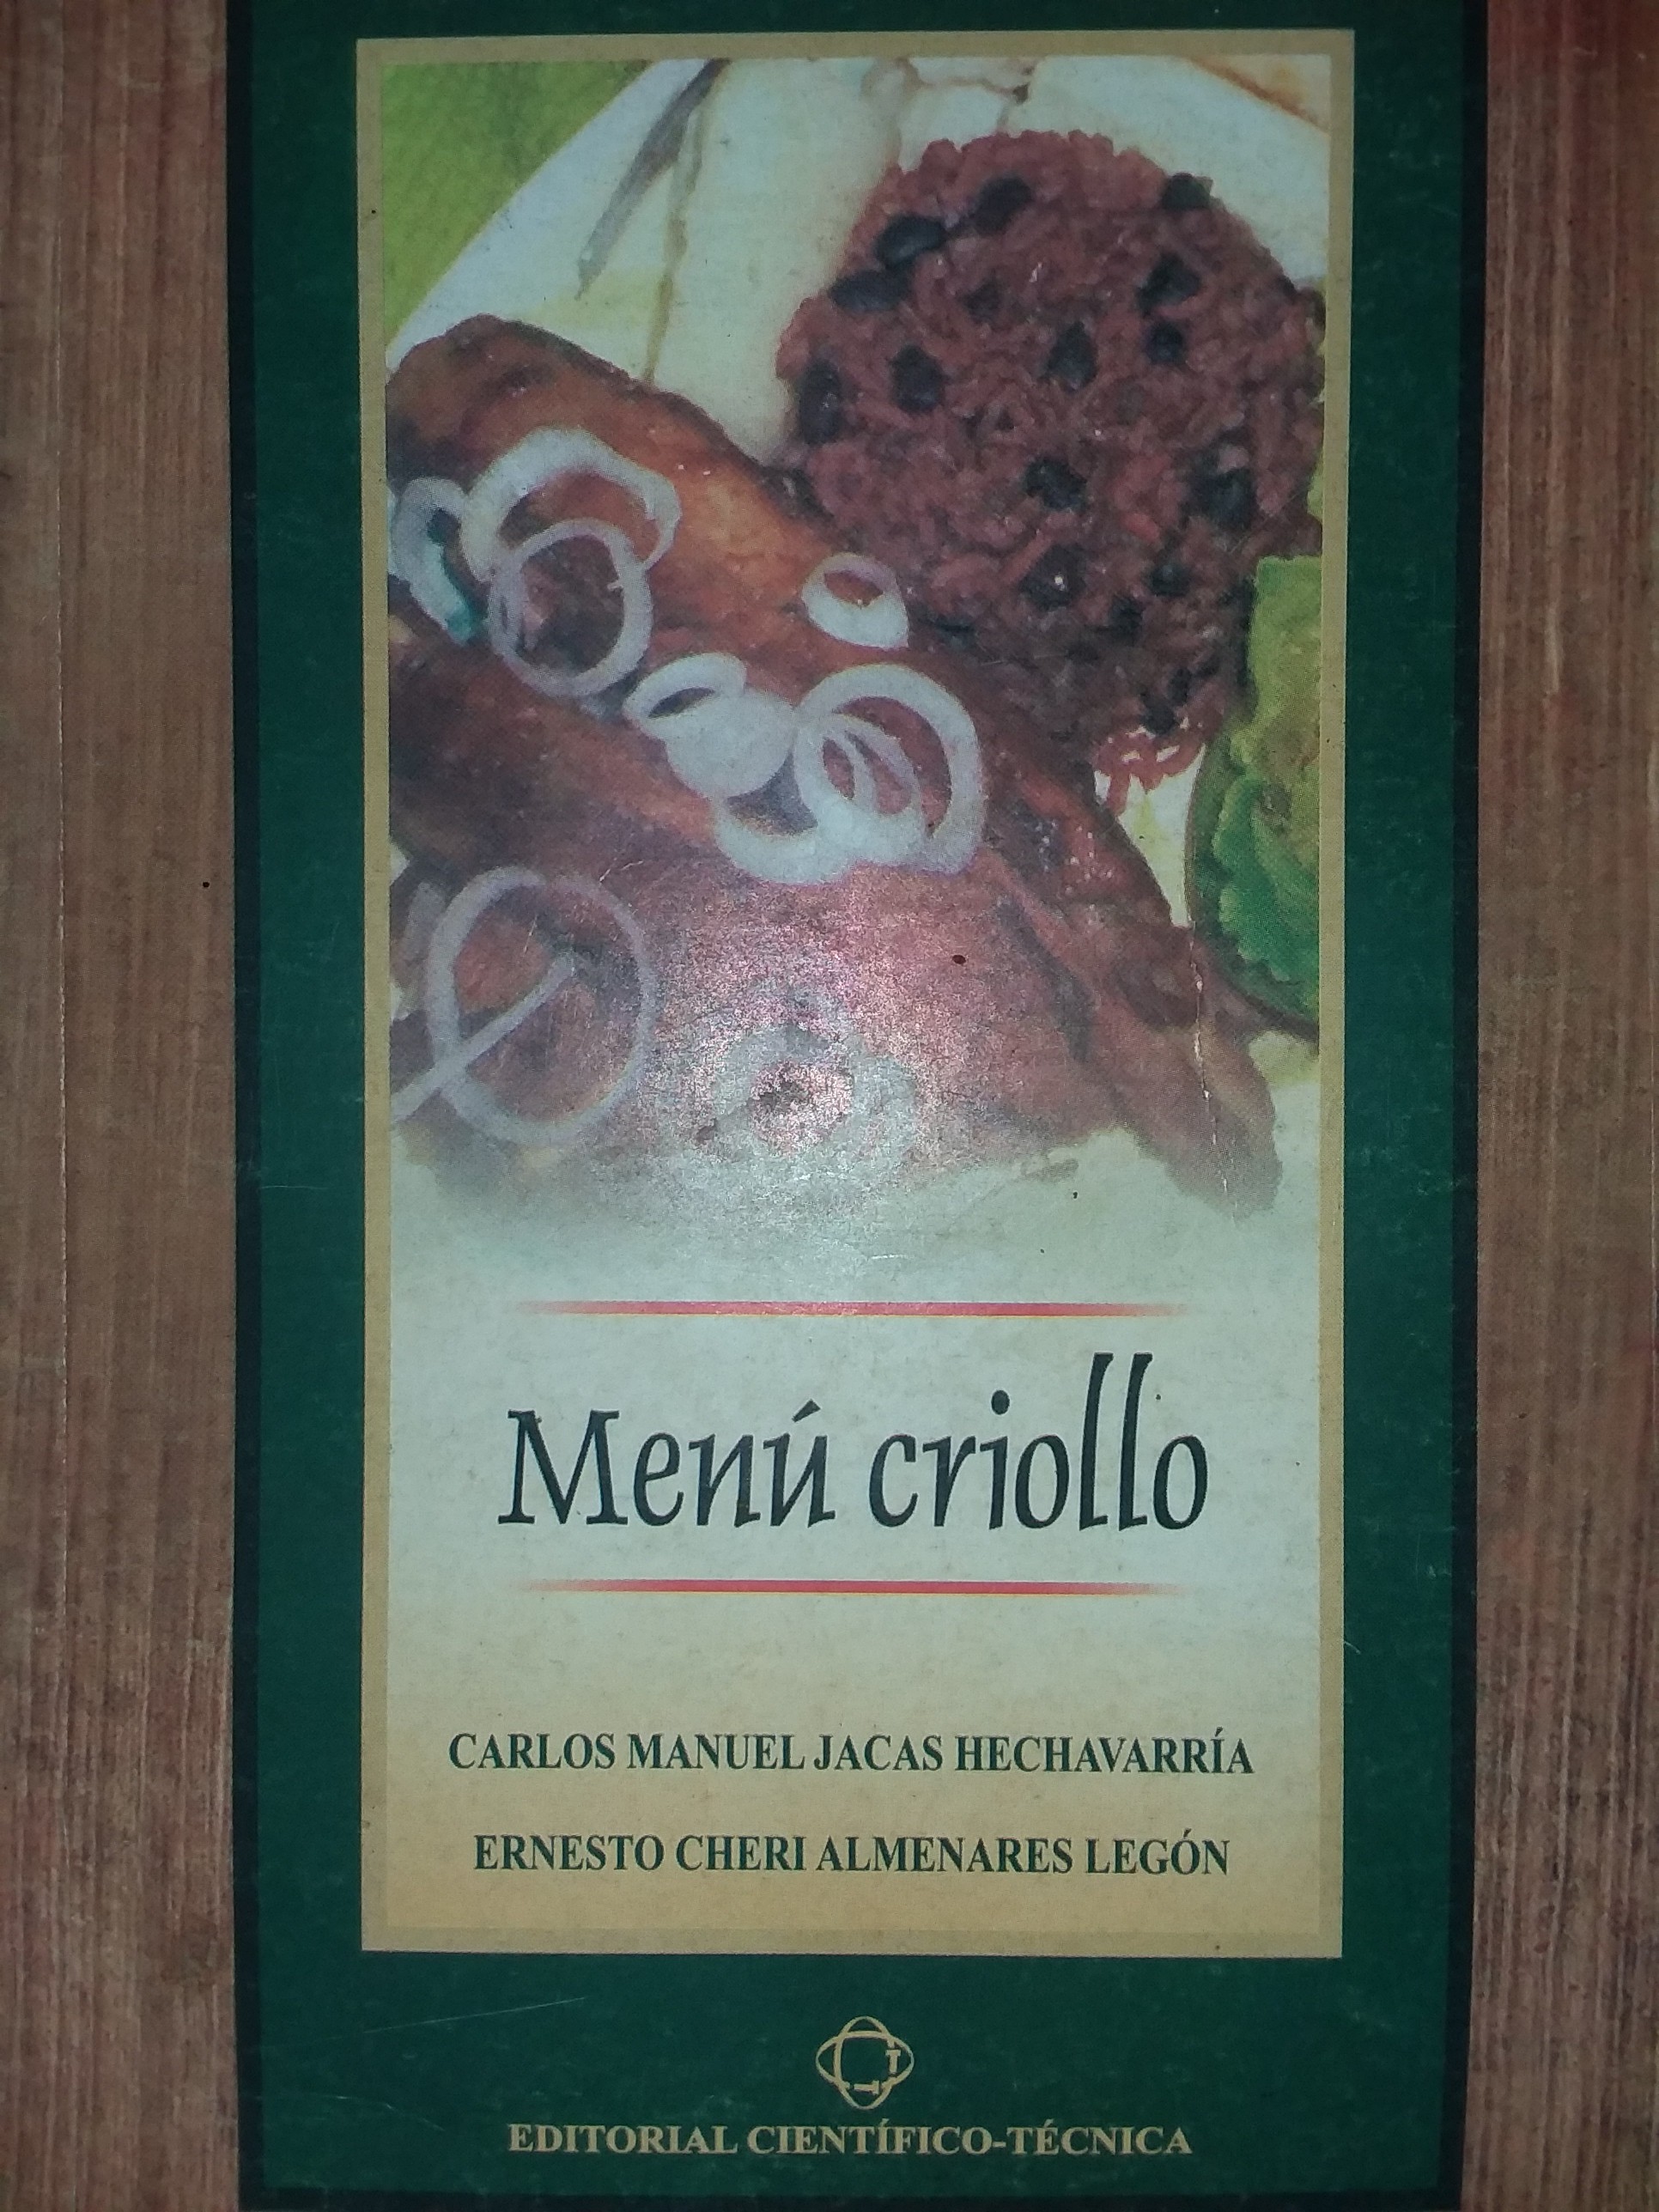 Menú criollo
CARLOS MANUEL JACAS HECHAVARRÍA
ERNESTO CHERI ALMENARES LEGÓN
EDITORIAL CIENTÍFICO-TÉCNICA